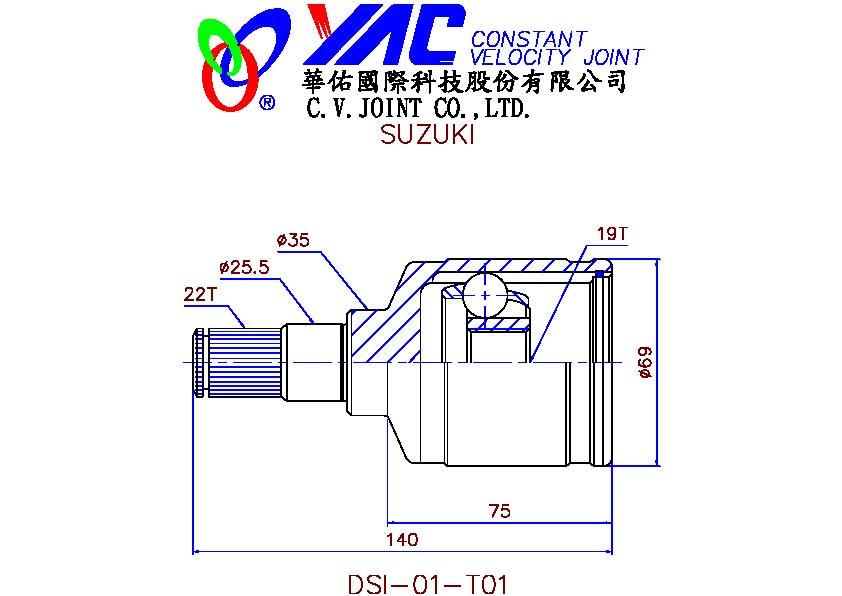 YAC CONSTANT
VELOCITY JOINT
®
華佑國際科技股份有限公司
C.V.JOINT CO.,LTD.
SUZUKI
19T
ø35
ø25.5
22T
ø69
75
140
DSI-01-T01